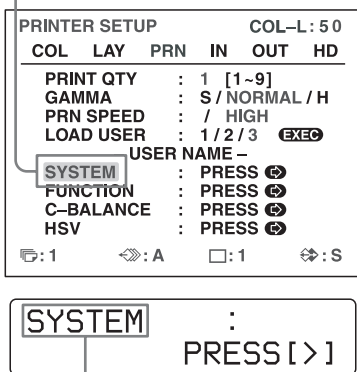 PRINTER SETUP COL–L:50
COL LAY PRN IN OUT HD
PRINT QTY : 1 [1~9]
GAMMA : S/NORMAL/H
PRN SPEED : / HIGH
LOAD USER : 1/2/3 EXEC
USER NAME –
SYSTEM : PRESS
FUNCTION : PRESS
C–BALANCE : PRESS
HSV : PRESS
:1 :A :1 :S
SYSTEM :
PRESS[>]